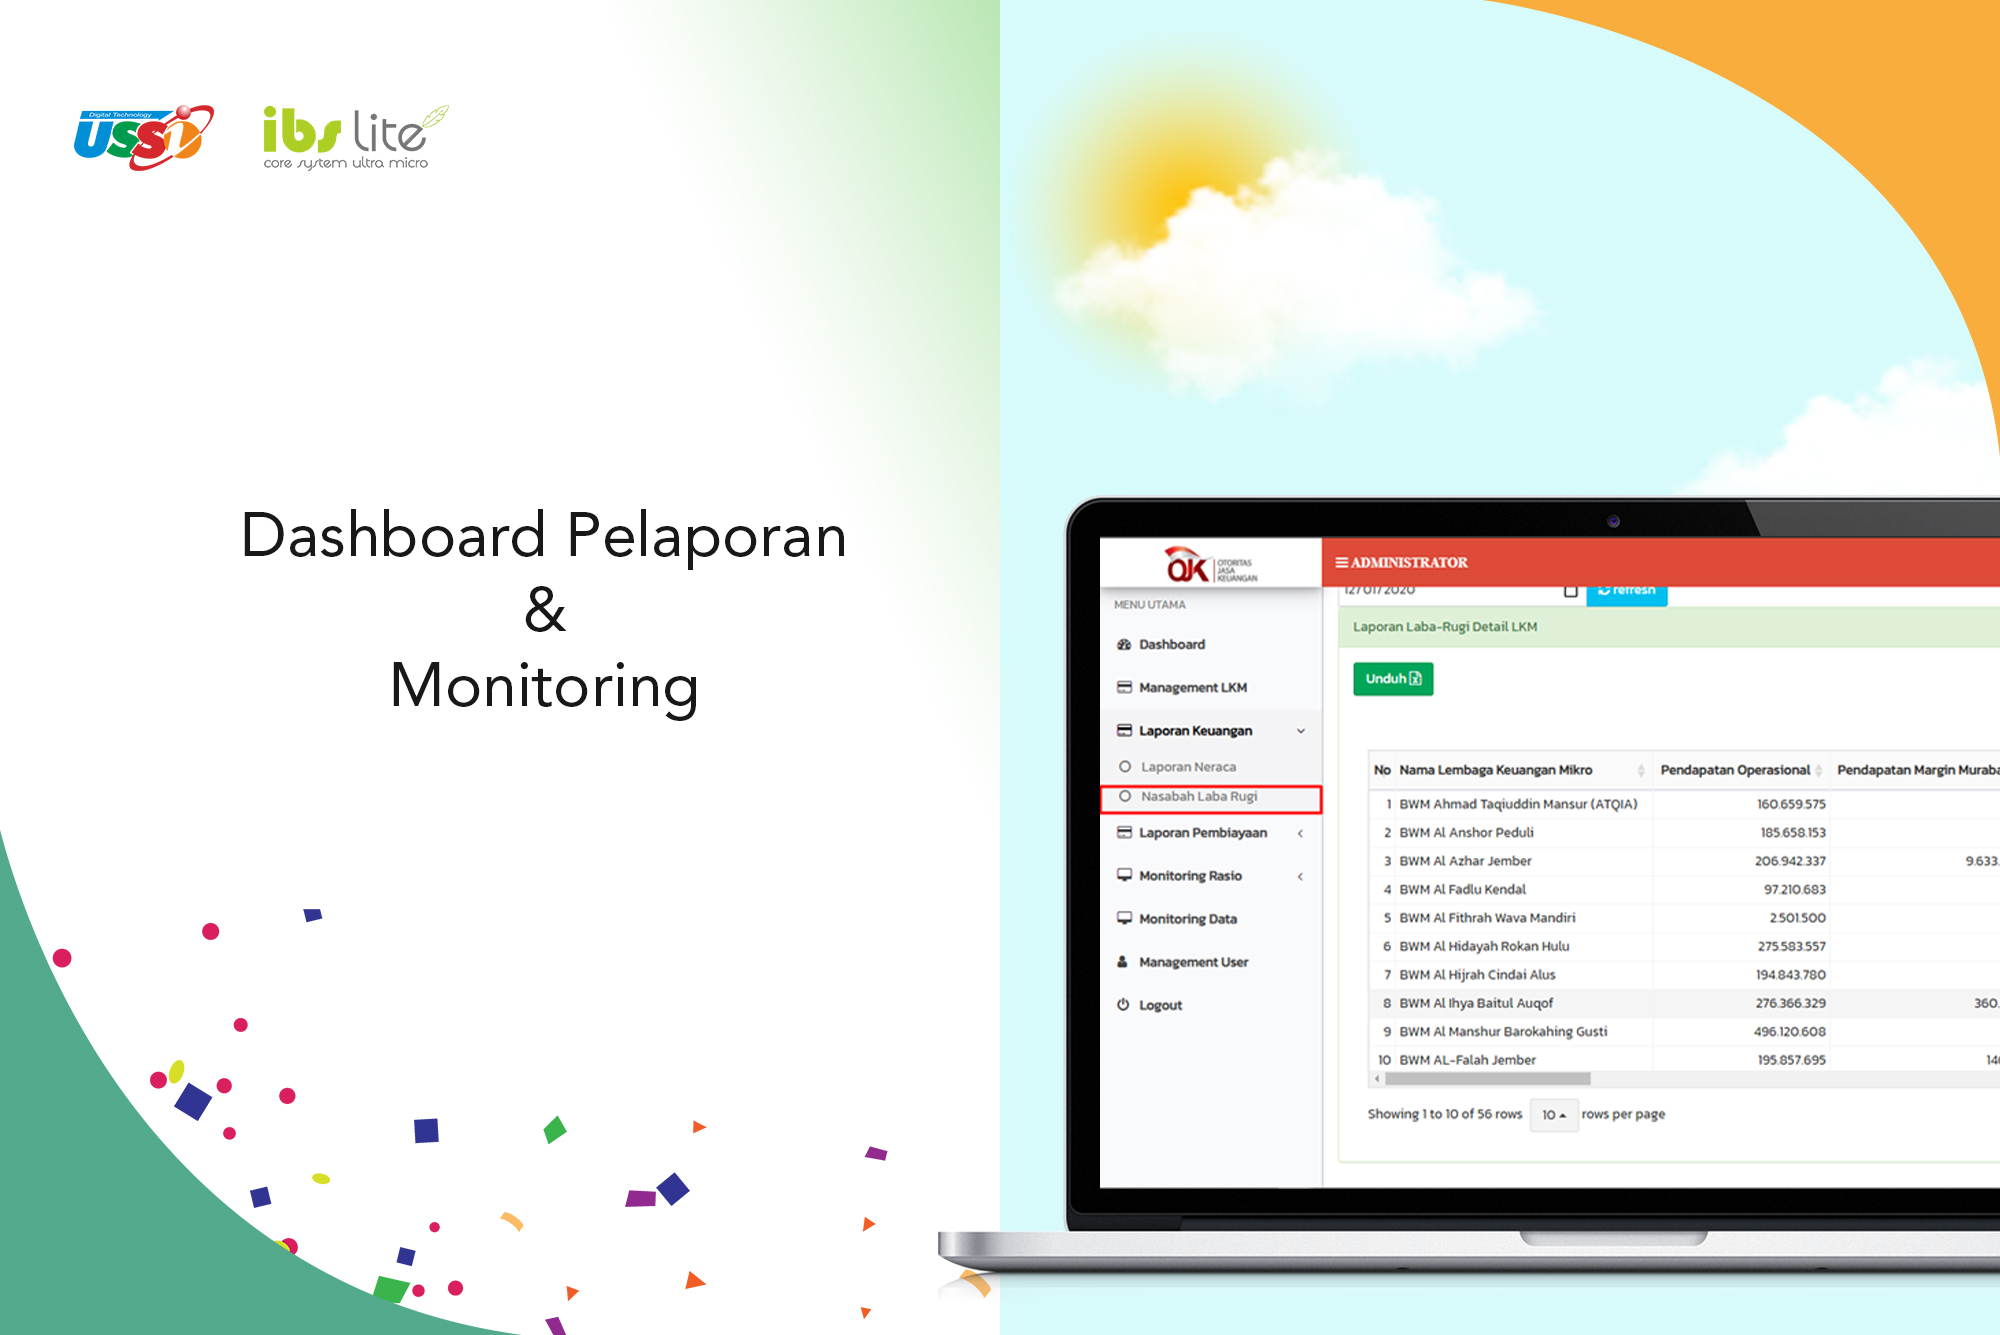 Digital Technology
USSI
ibs lite
core system ultra micro
Dashboard Pelaporan
&
Monitoring
OJK OTORITAS
JASA
KEUANGAN
ADMINISTRATOR
MENU UTAMA
12/01/2020
refresh
Laporan Laba-Rugi Detail LKM
Dashboard
Unduh
Management LKM
Laporan Keuangan
Laporan Neraca
Nasabah Laba Rugi
Laporan Pembiayaan
Monitoring Rasio
Monitoring Data
Management User
Logout
No Nama Lembaga Keuangan Mikro Pendapatan Operasional Pendapatan Margin Muraba
1 BWM Ahmad Taqiuddin Mansur (ATQIA) 160.659.575
2 BWM Al Anshor Peduli 185.658.153
3 BWM Al Azhar Jember 206.942.337 9.633.
4 BWM Al Fadlu Kendal 97.210.683
5 BWM Al Fithrah Wava Mandiri 2.501.500
6 BWM Al Hidayah Rokan Hulu 275.583.557
7 BWM Al Hijrah Cindai Alus 194.843.780
8 BWM Al Ihya Baitul Auqof 276.366.329 360.
9 BWM Al Manshur Barokahing Gusti 496.120.608
10 BWM AL-Falah Jember 195.857.695 14
Showing 1 to 10 of 56 rows 10 rows per page